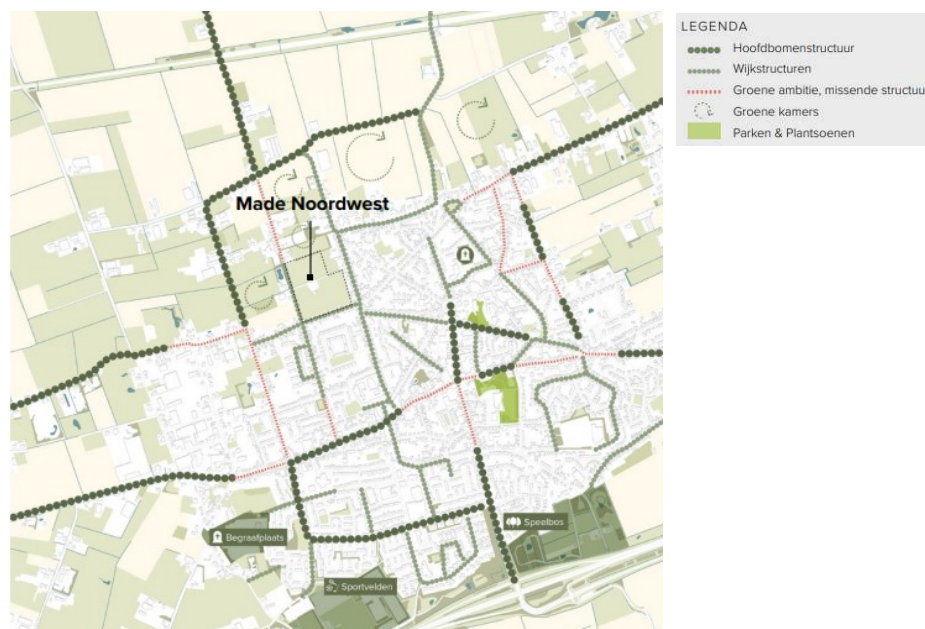 LEGENDA
Hoofdbomenstructuur
Wijkstructuren
Groene ambitie, missende structuu
Groene kamers
Parken & Plantsoenen
Made Noordwest
Speelbos
Begraafplaats
Sportvelden